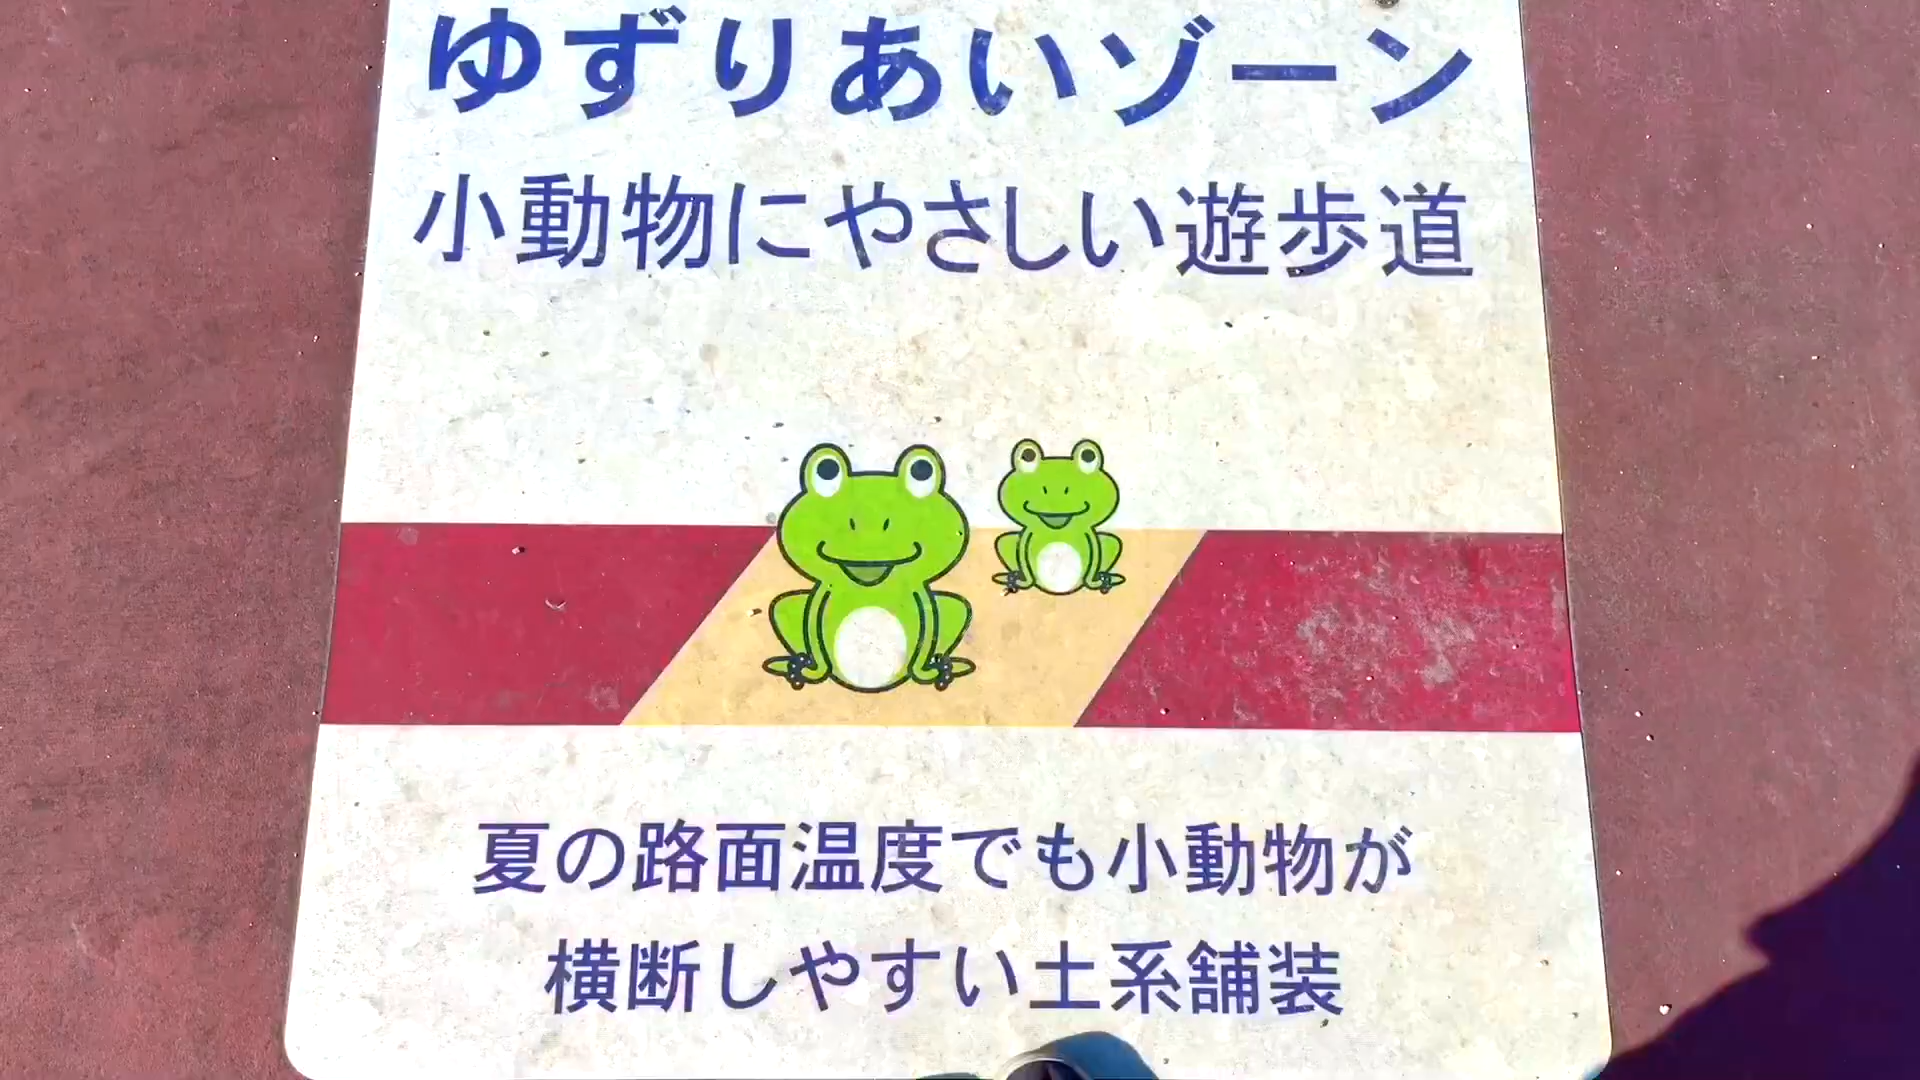 ゆずりあいゾーン
小動物にやさしい遊歩道
夏の路面温度でも小動物が
横断しやすい土系舗装